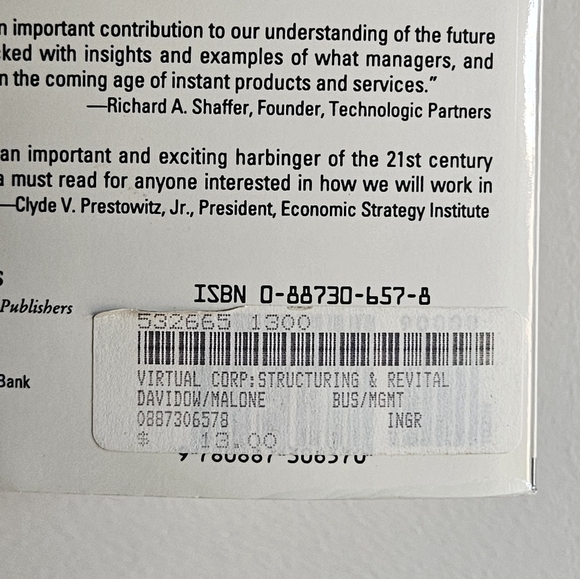 n important contribution to our understanding of the future
ked with insights and examples of what managers, and
n the coming age of instant products and services."
—Richard A. Shaffer, Founder, Technologic Partners
an important and exciting harbinger of the 21st century
a must read for anyone interested in how we will work in
—Clyde V. Prestowitz, Jr., President, Economic Strategy Institute
S
Publishers
Bank
ISBN 0-88730-657-8
532665 1300
VIRTUAL CORP:STRUCTURING & REVITAL
DAVIDOW/MALONE BUS/MGMT
0887306578 INGR
$ 13.00